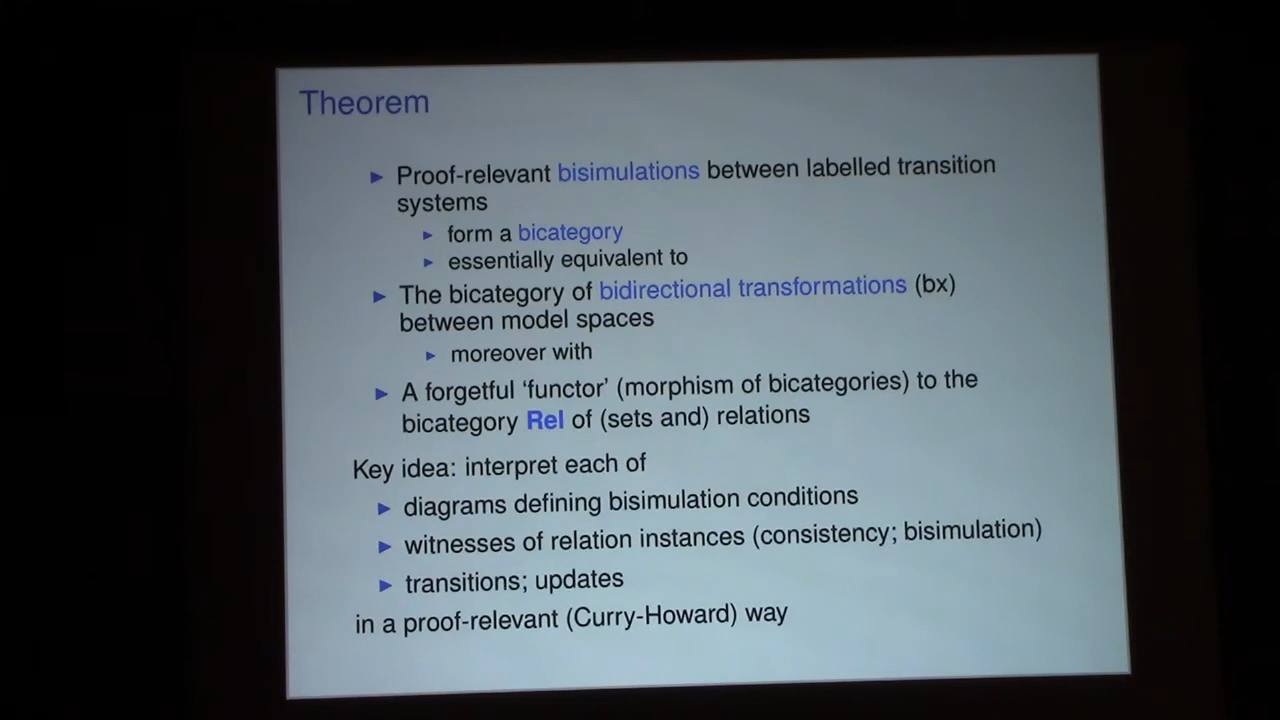 Theorem
▶ Proof-relevant bisimulations between labelled transition
systems
▶ form a bicategory
▶ essentially equivalent to
▶ The bicategory of bidirectional transformations (bx)
between model spaces
▶ moreover with
▶ A forgetful ‘functor’ (morphism of bicategories) to the
bicategory Rel of (sets and) relations
Key idea: interpret each of
▶ diagrams defining bisimulation conditions
▶ witnesses of relation instances (consistency; bisimulation)
▶ transitions; updates
in a proof-relevant (Curry-Howard) way